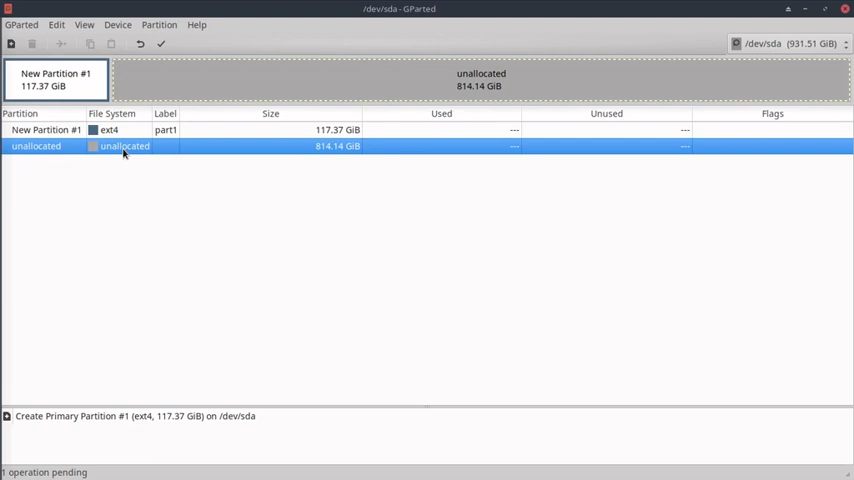 /dev/sda - GParted
GParted Edit View Device Partition Help
/dev/sda (931.51 GiB)
New Partition #1
117.37 GiB
unallocated
814.14 GiB
Partition File System Label Size Used Unused Flags
New Partition #1 ext4 part1 117.37 GiB --- ---
unallocated unallocated 814.14 GiB --- ---
Create Primary Partition #1 (ext4, 117.37 GiB) on /dev/sda
1 operation pending